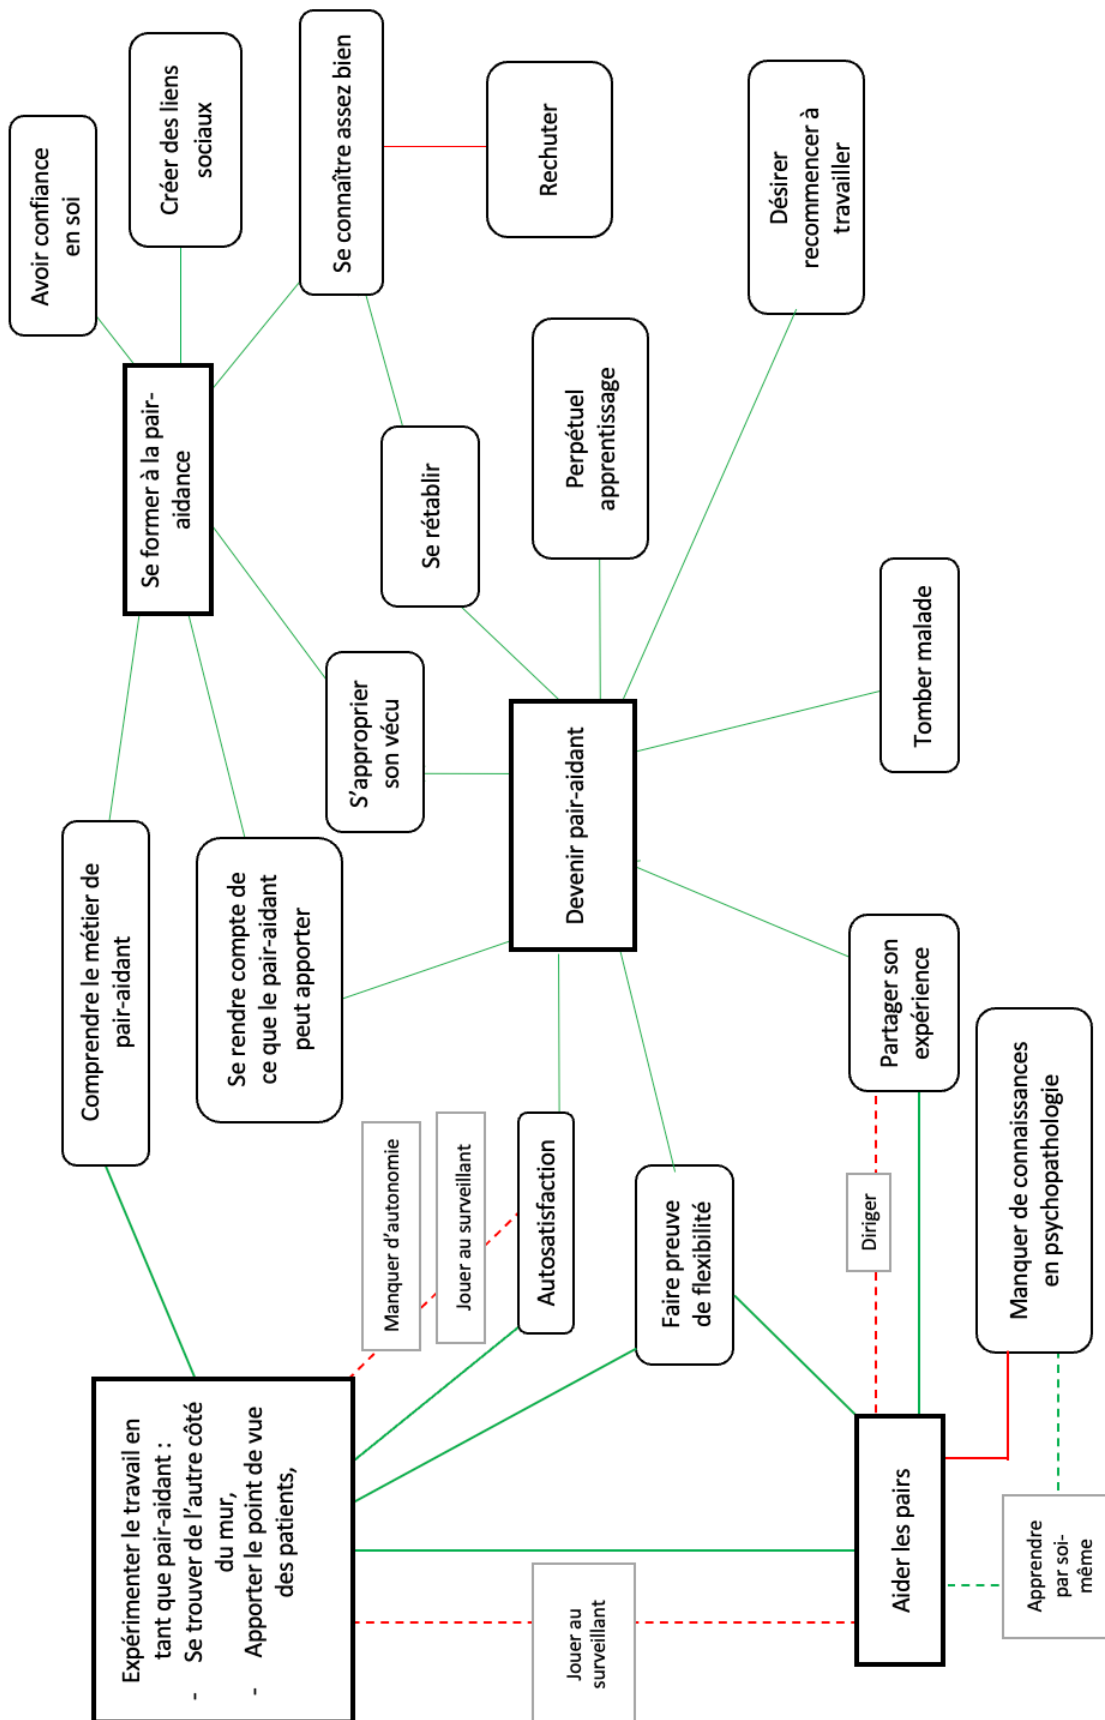 Expérimenter le travail en
tant que pair-aidant :
- Se trouver de l'autre côté
du mur,
- Apporter le point de vue
des patients,
Comprendre le métier de
pair-aidant
Se former à la pair-
aidance
Avoir confiance
en soi
Créer des liens
sociaux
Se rendre compte de
ce que le pair-aidant
peut apporter
S'approprier
son vécu
Se connaître assez bien
Manquer d'autonomie
Jouer au surveillant
Se rétablir
Rechuter
Autosatisfaction
Devenir pair-aidant
Perpétuel
apprentissage
Jouer au
surveillant
Faire preuve
de flexibilité
Désirer
recommencer à
travailler
Aider les pairs
Diriger
Partager son
expérience
Tomber malade
Apprendre
par soi-
même
Manquer de connaissances
en psychopathologie